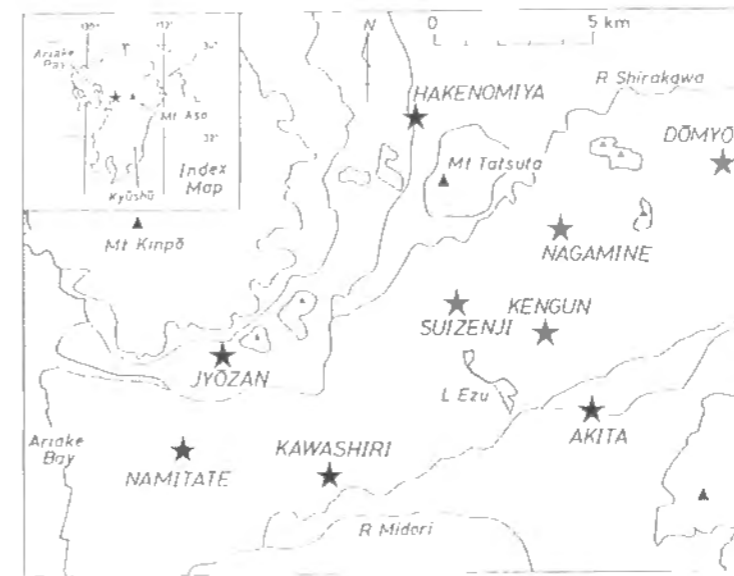 Ariake
Bay
Mt Aso
32°
Kyūshū
Index
Map
N
0 5 km
R Shirakawa
HAKENOMIYA
DŌMYŌ
Mt Tatsuta
Mt Kinpō
NAGAMINE
SUIZENJI
KENGUN
JYŌZAN
L Ezu
AKITA
Ariake
Bay
NAMITATE
KAWASHIRI
R Midori